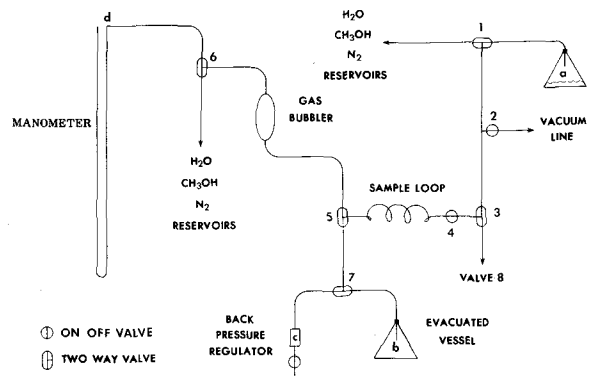 d
H₂O
CH₃OH
N₂
RESERVOIRS
1
a
6
MANOMETER
GAS
BUBBLER
2
VACUUM
LINE
H₂O
CH₃OH
N₂
RESERVOIRS
SAMPLE LOOP
5
4
3
VALVE 8
7
ON OFF VALVE
TWO WAY VALVE
BACK
PRESSURE
REGULATOR
c
b
EVACUATED
VESSEL